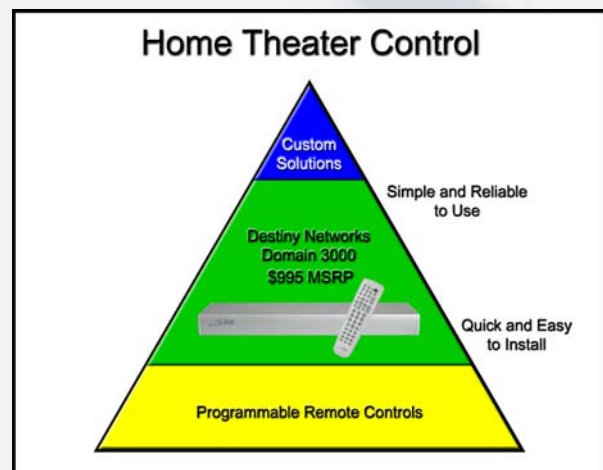 Home Theater Control
Custom
Solutions
Simple and Reliable
to Use
Destiny Networks
Domain 3000
$995 MSRP
Quick and Easy
to Install
Programmable Remote Controls